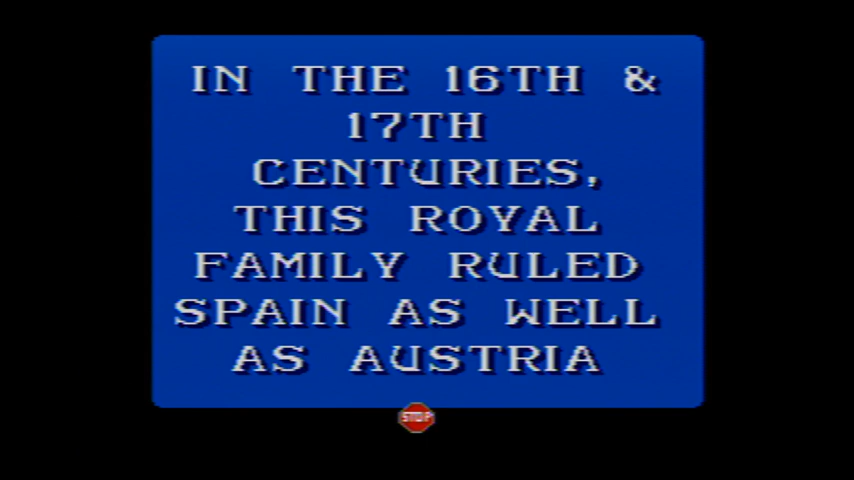 IN THE 16TH &
17TH
CENTURIES,
THIS ROYAL
FAMILY RULED
SPAIN AS WELL
AS AUSTRIA
STOP